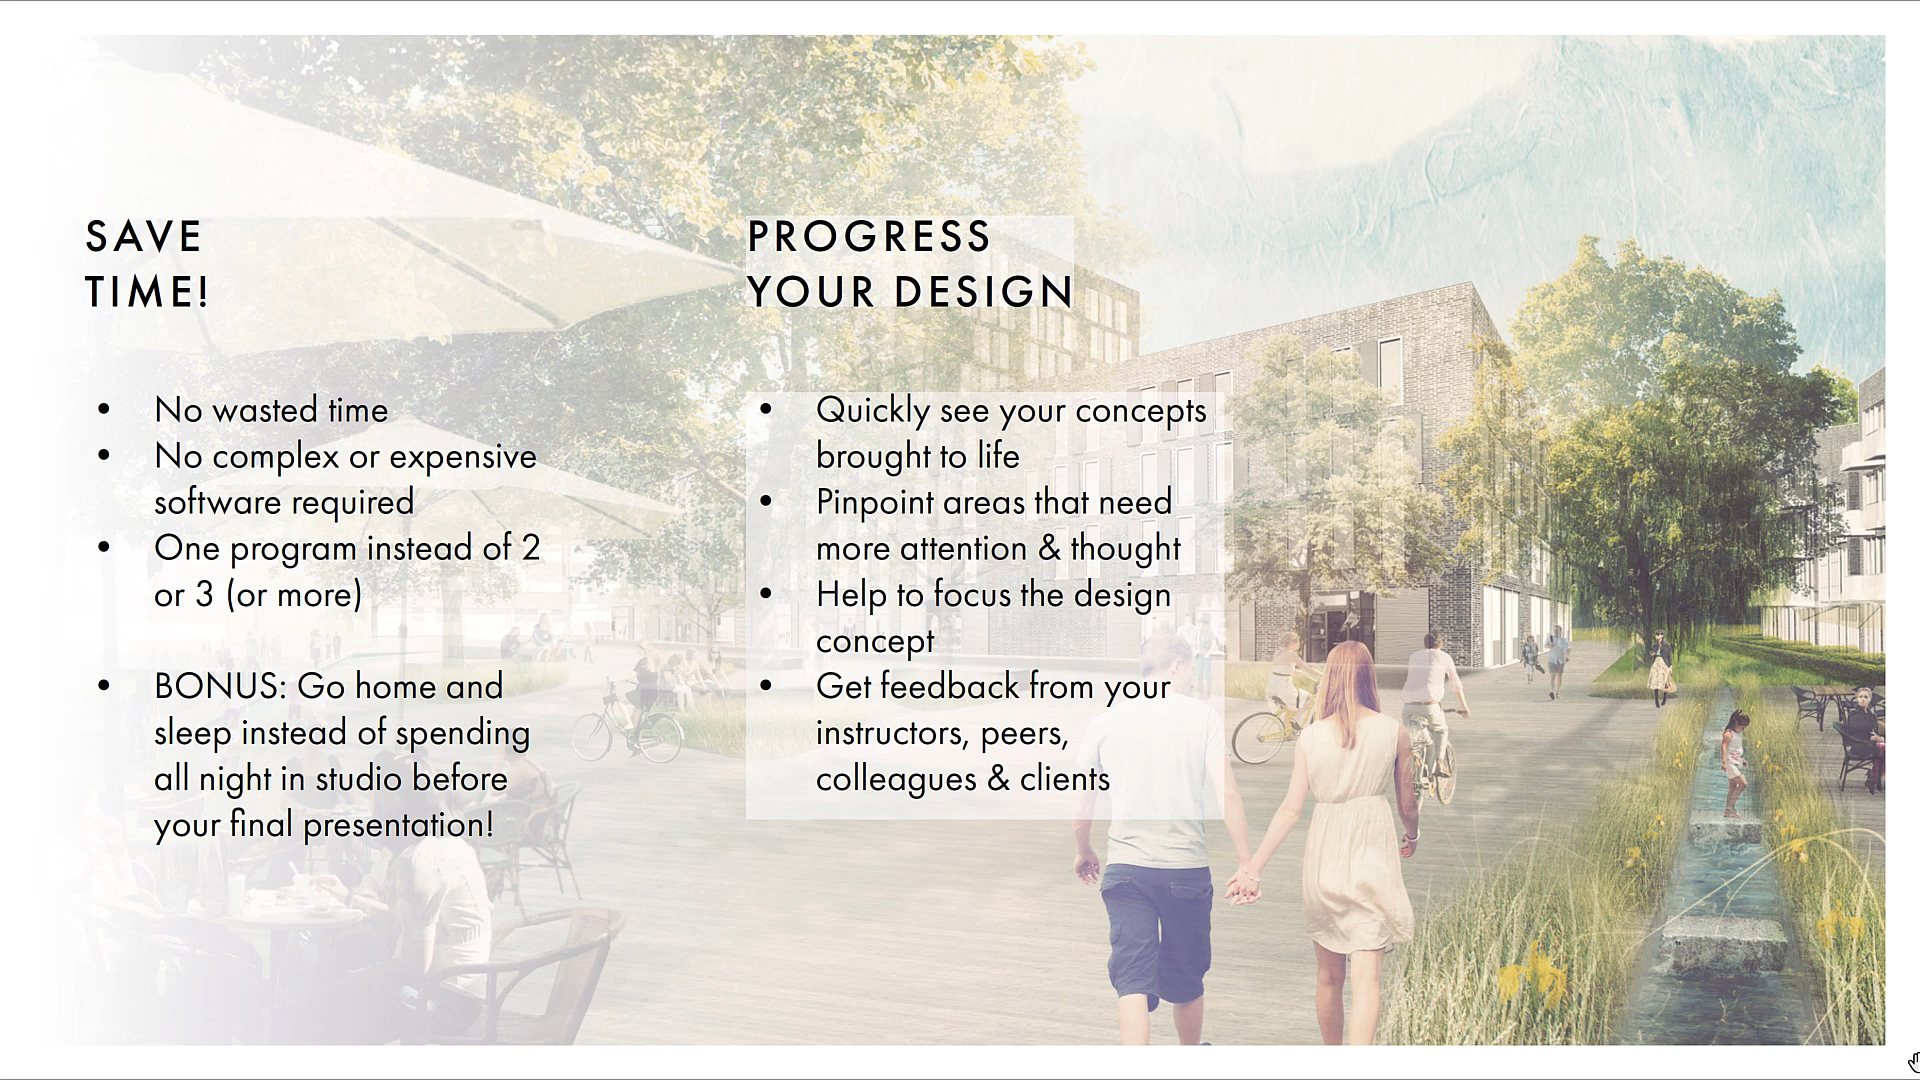 SAVE
TIME!
• No wasted time
• No complex or expensive
software required
• One program instead of 2
or 3 (or more)
• BONUS: Go home and
sleep instead of spending
all night in studio before
your final presentation!
PROGRESS
YOUR DESIGN
• Quickly see your concepts
brought to life
• Pinpoint areas that need
more attention & thought
• Help to focus the design
concept
• Get feedback from your
instructors, peers,
colleagues & clients